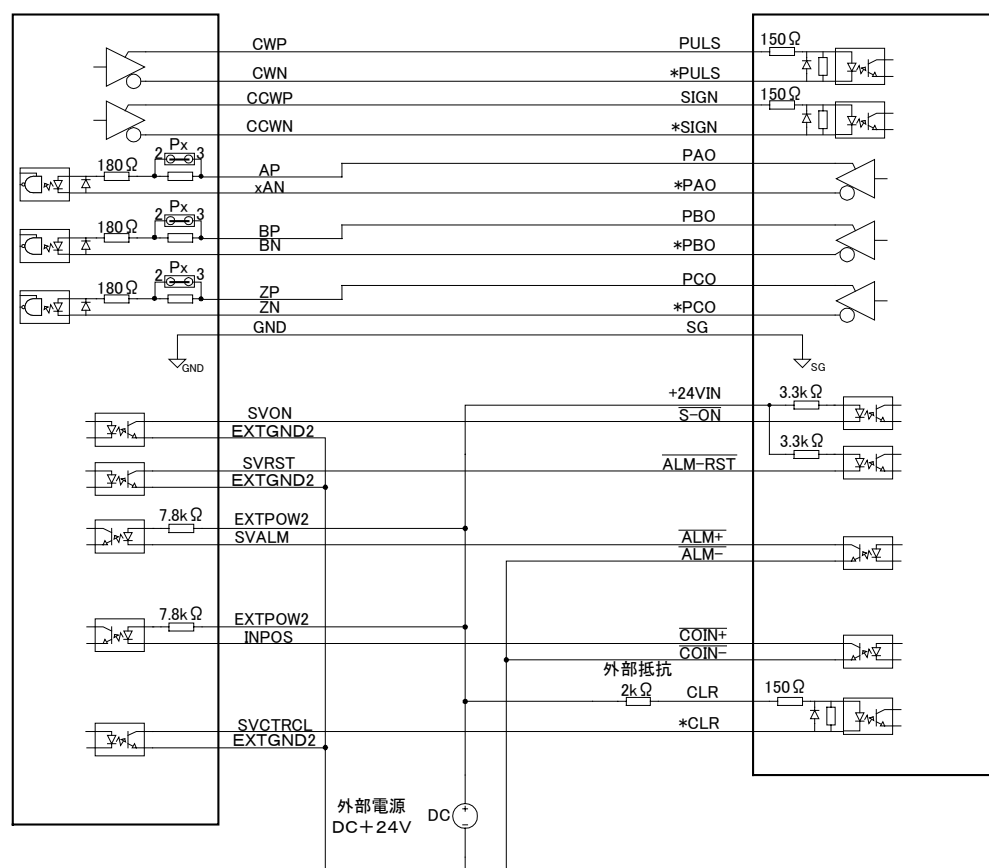 CWP PULS 150Ω
CWN *PULS
CCWP SIGN 150Ω
CCWN *SIGN
180Ω 2 Px 3 AP PAO
xAN *PAO
180Ω 2 Px 3 BP PBO
BN *PBO
180Ω 2 Px 3 ZP PCO
ZN *PCO
GND SG
GND SG
+24VIN 3.3kΩ
SVON S-ON
EXTGND2
3.3kΩ
SVRST ALM-RST
EXTGND2
7.8kΩ EXTPOW2
SVALM ALM+
ALM-
7.8kΩ EXTPOW2
INPOS COIN+
COIN-
外部抵抗
2kΩ CLR 150Ω
SVCTRCL *CLR
EXTGND2
外部電源 DC + -
DC+24V